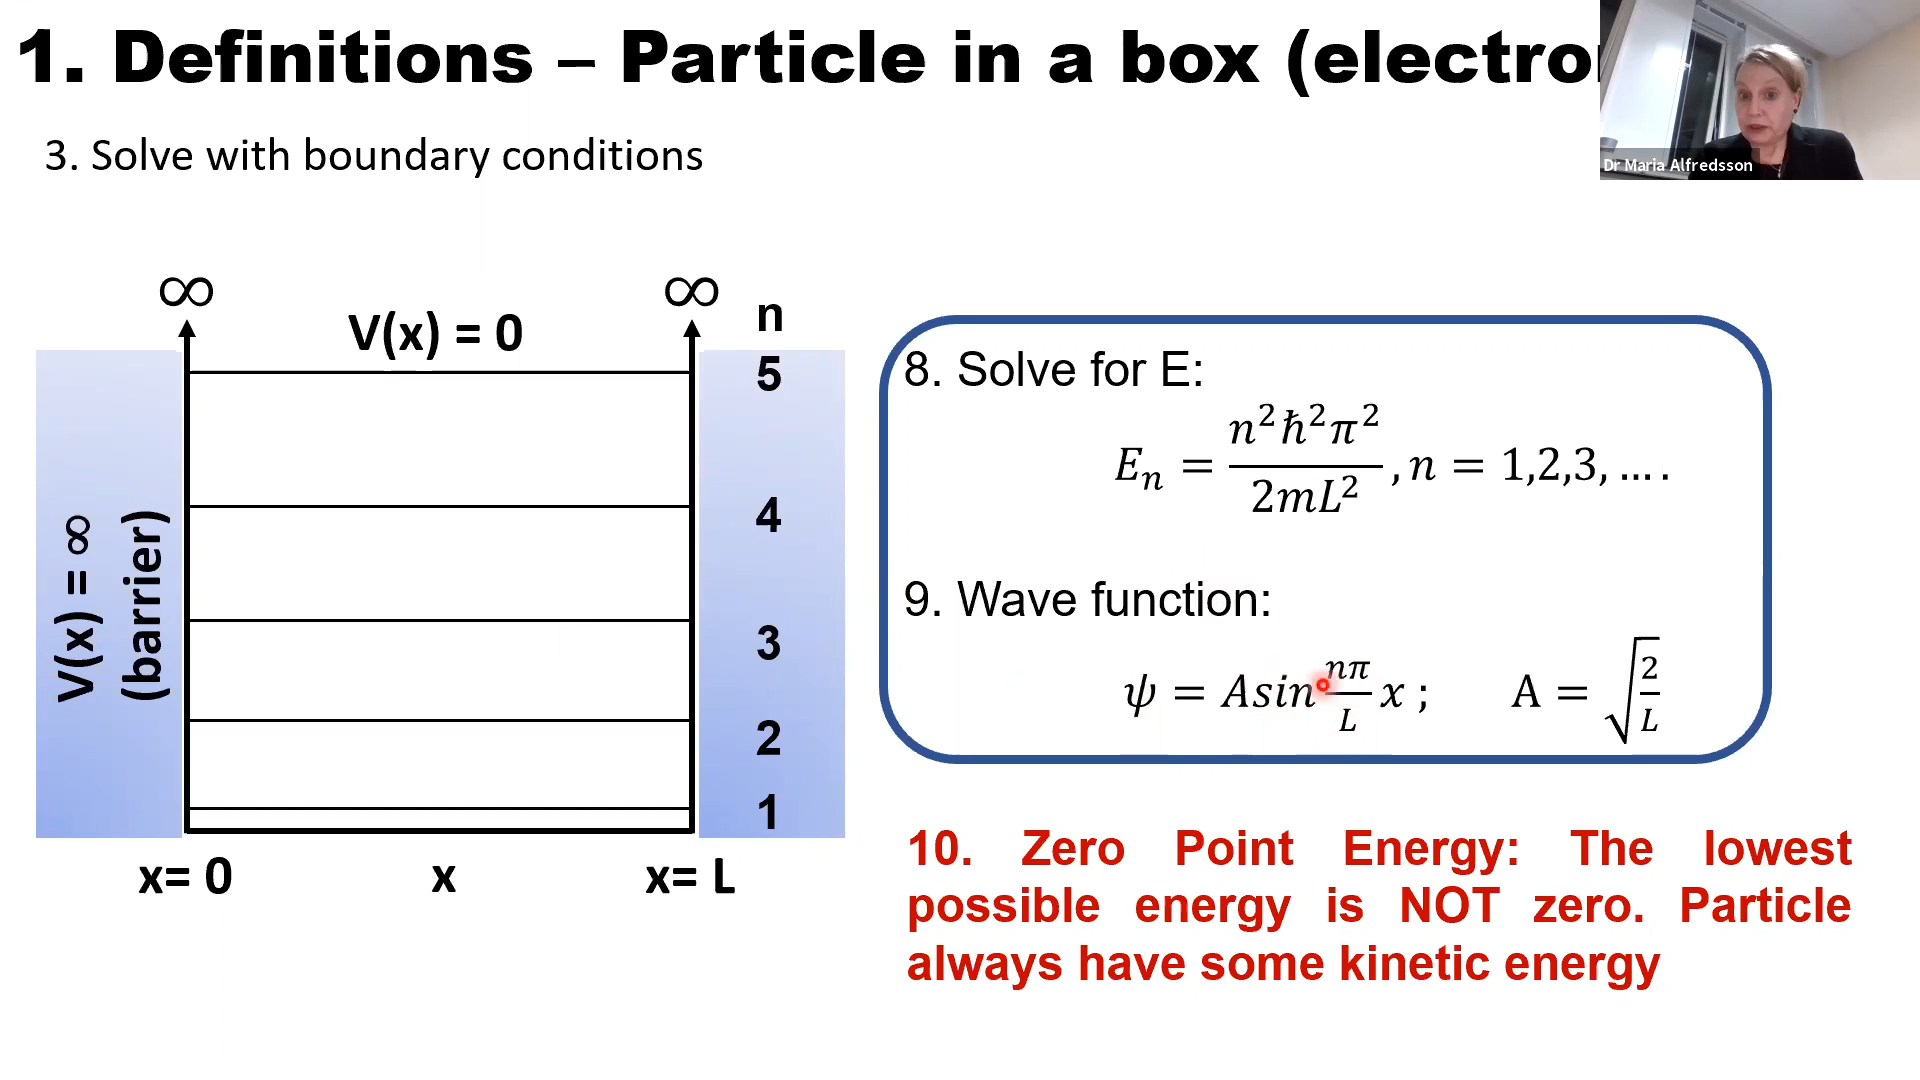 1. Definitions – Particle in a box (electro
Dr Maria Alfredsson
3. Solve with boundary conditions
∞ ∞
V(x) = 0
n
5
4
3
2
1
V(x) = ∞
(barrier)
x= 0 x x= L
8. Solve for E:
Eₙ = n²ħ²π² / 2mL² , n = 1,2,3, ….
9. Wave function:
ψ = Asin nπ/L x ; A = √(2/L)
10. Zero Point Energy: The lowest
possible energy is NOT zero. Particle
always have some kinetic energy